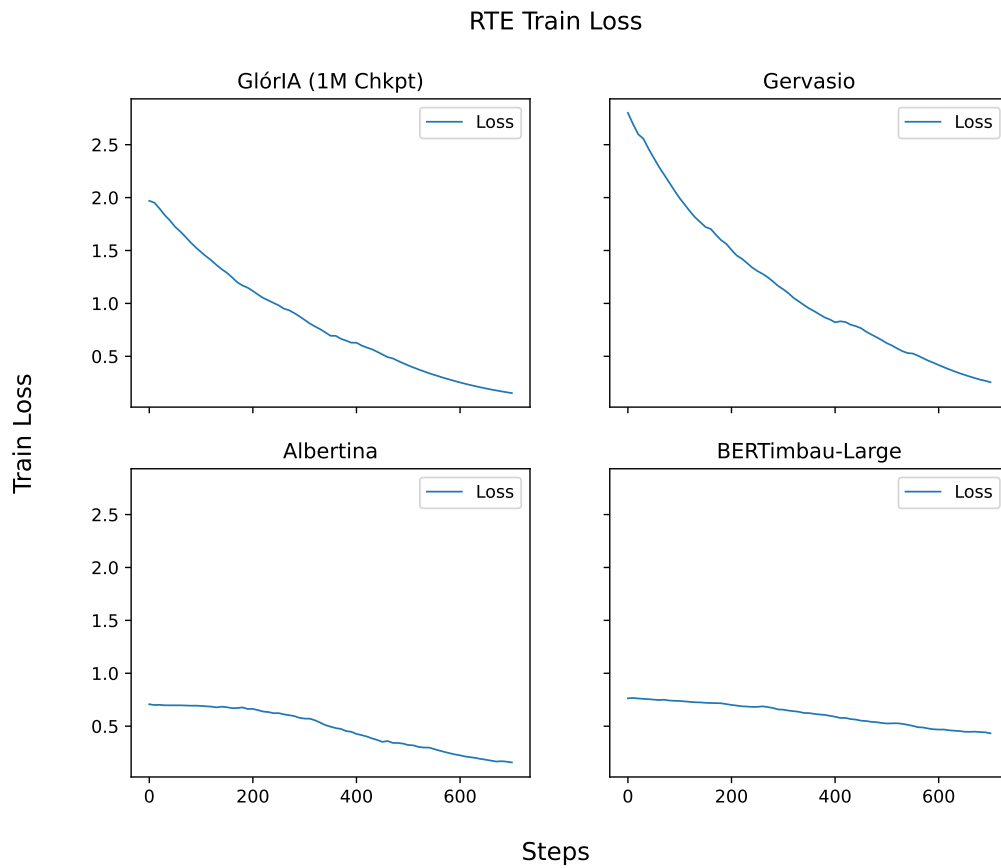 RTE Train Loss
GlórIA (1M Chkpt)
Gervasio
Loss
Loss
2.5
2.0
1.5
1.0
0.5
Train Loss
Albertina
BERTimbau-Large
Loss
Loss
2.5
2.0
1.5
1.0
0.5
0 200 400 600
0 200 400 600
Steps